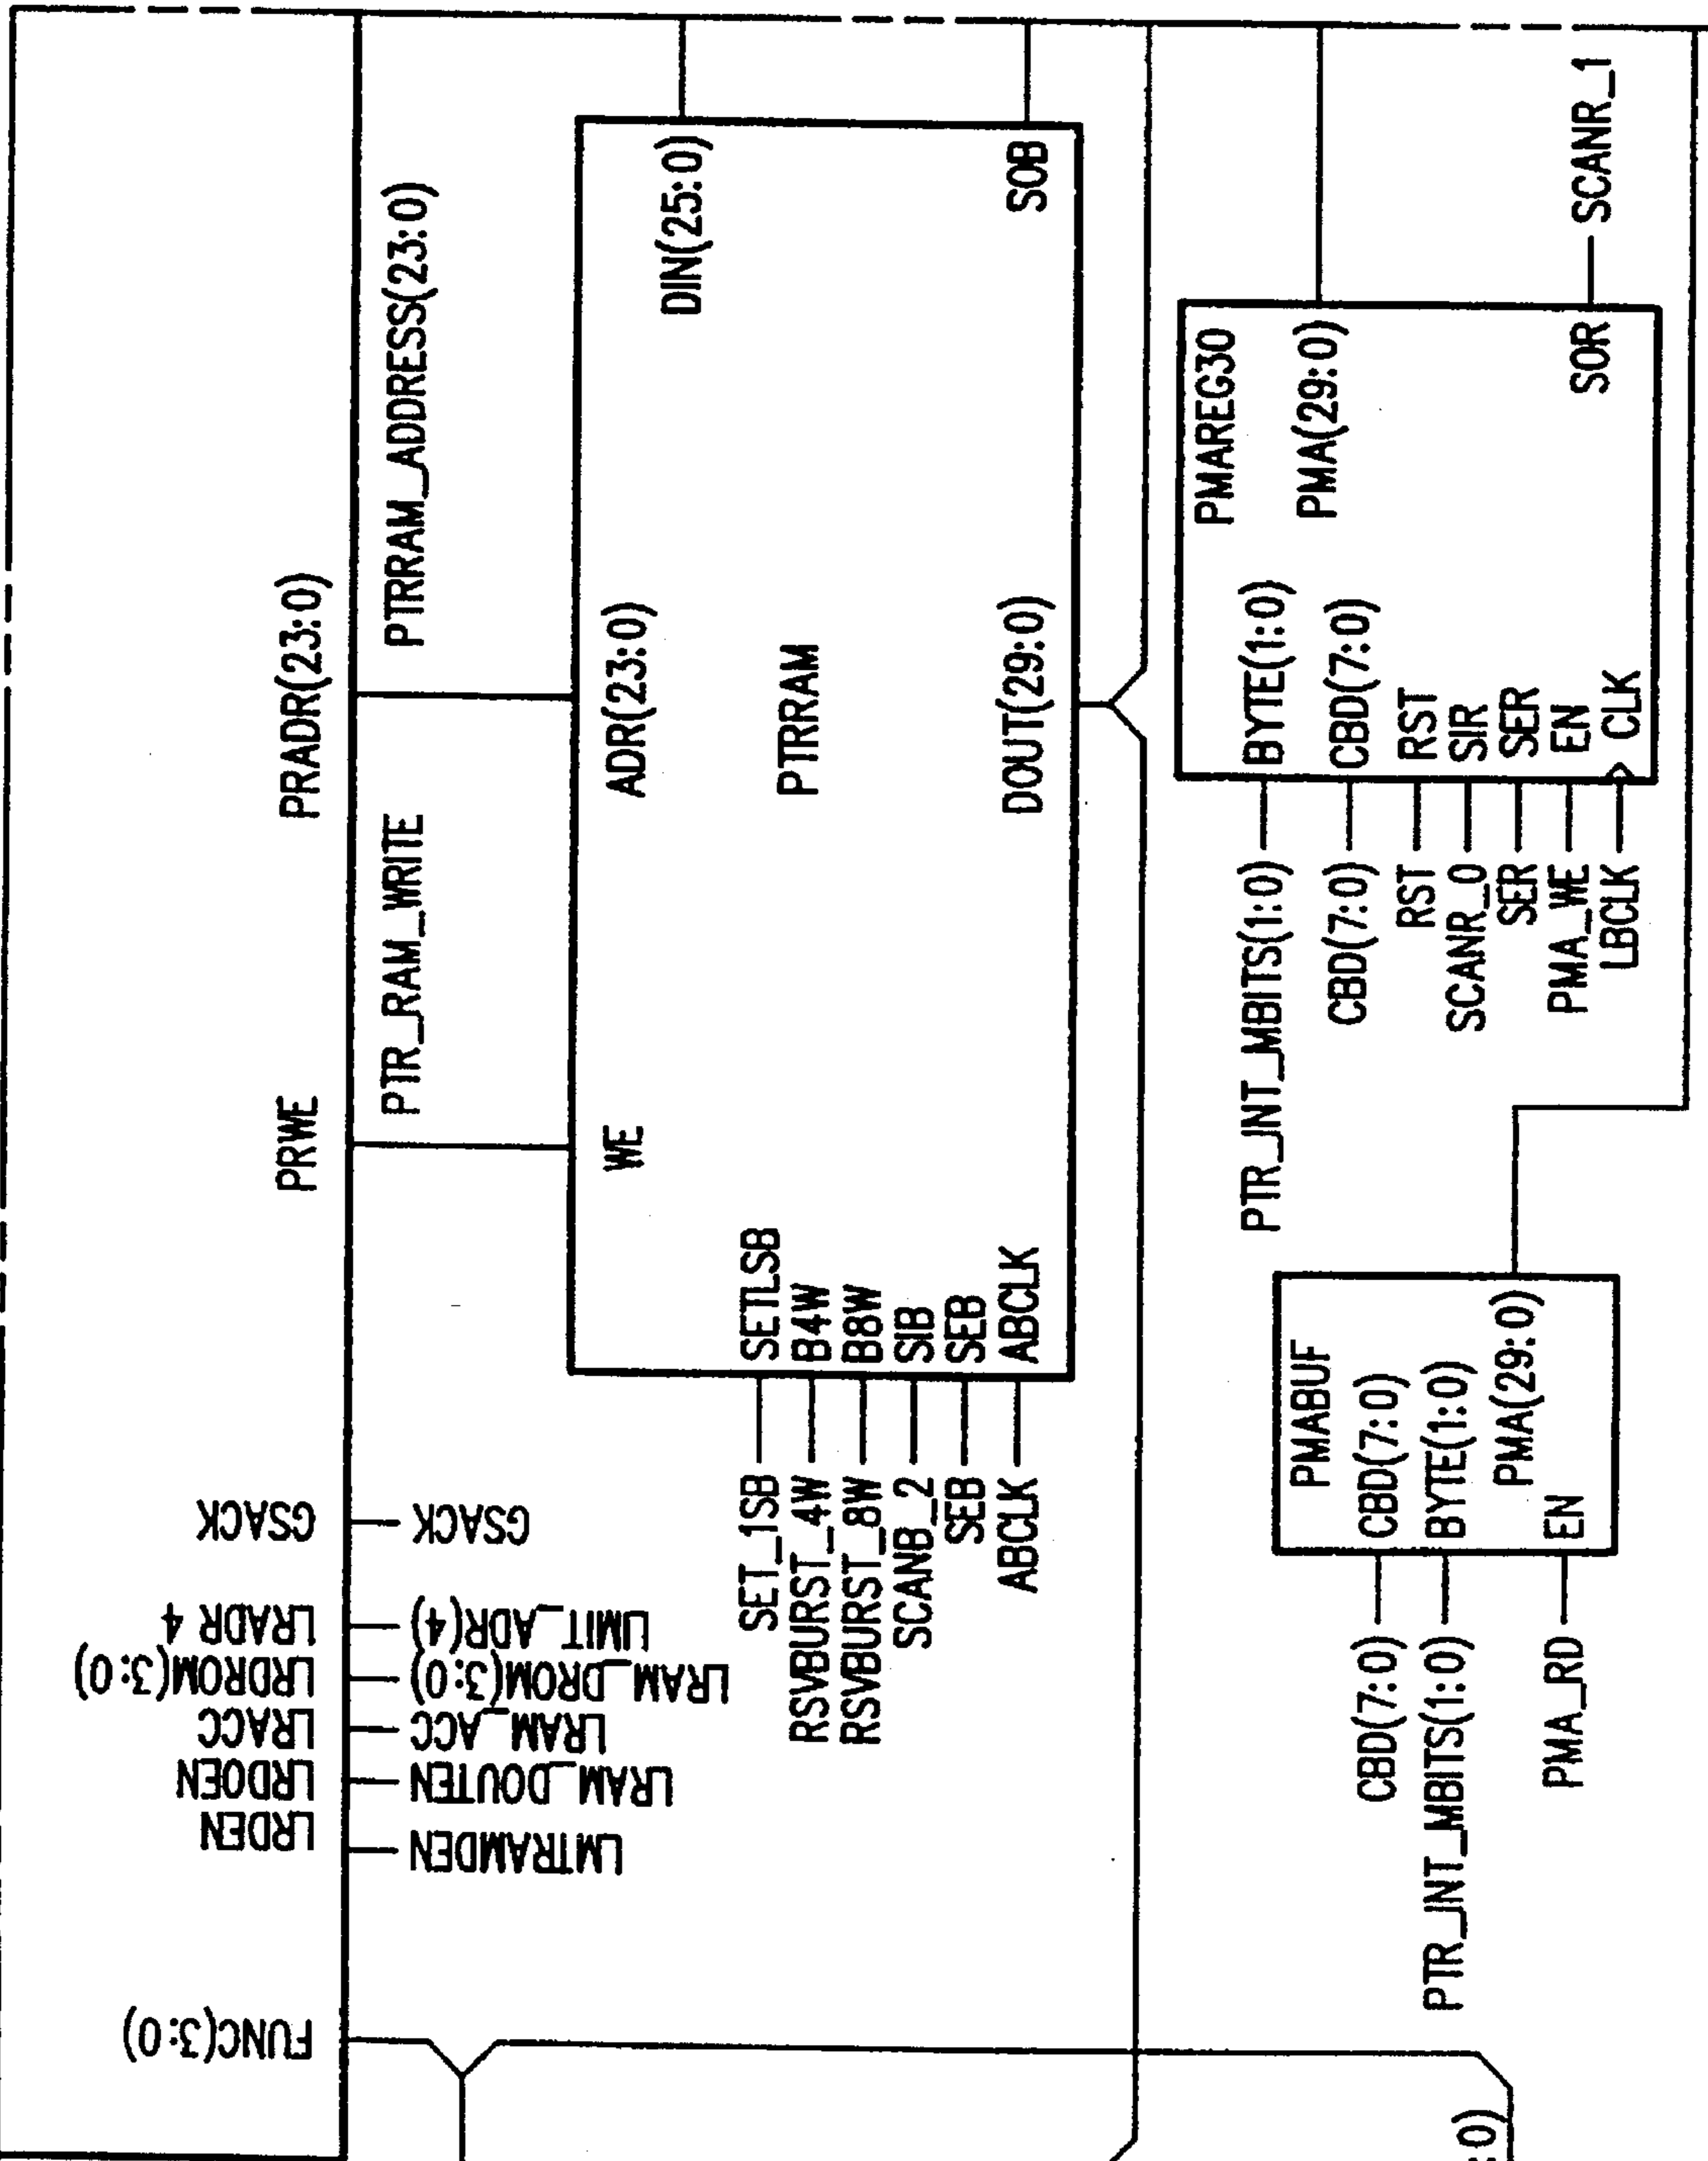 PRADR(23:0)
PRWE
GSACK
LRADR 4
LRDROM(3:0)
LRACC
LRDOEN
LRDEN
FUNC(3:0)
PTRRAM_ADDRESS(23:0)
PTR_RAM_WRITE
GSACK
LIMIT_ADR(4)
LRAM_DROM(3:0)
LRAM_ACC
LRAM_DOUTEN
LMTRAMDEN
DIN(25:0)
SOB
ADR(23:0)
PTRRAM
DOUT(29:0)
WE
SETLSB
B4W
B8W
SIB
SEB
ABCLK
SET_1SB
RSVBURST_4W
RSVBURST_8W
SCANB_2
SEB
ABCLK
PMAREG30
PMA(29:0)
SOR
SCANR_1
BYTE(1:0)
CBD(7:0)
RST
SIR
SER
EN
CLK
PTR_INT_MBITS(1:0)
CBD(7:0)
RST
SCANR_0
SER
PMA_WE
LBCLK
PMABUF
CBD(7:0)
BYTE(1:0)
PMA(29:0)
EN
CBD(7:0)
PTR_INT_MBITS(1:0)
PMA_RD
:0)